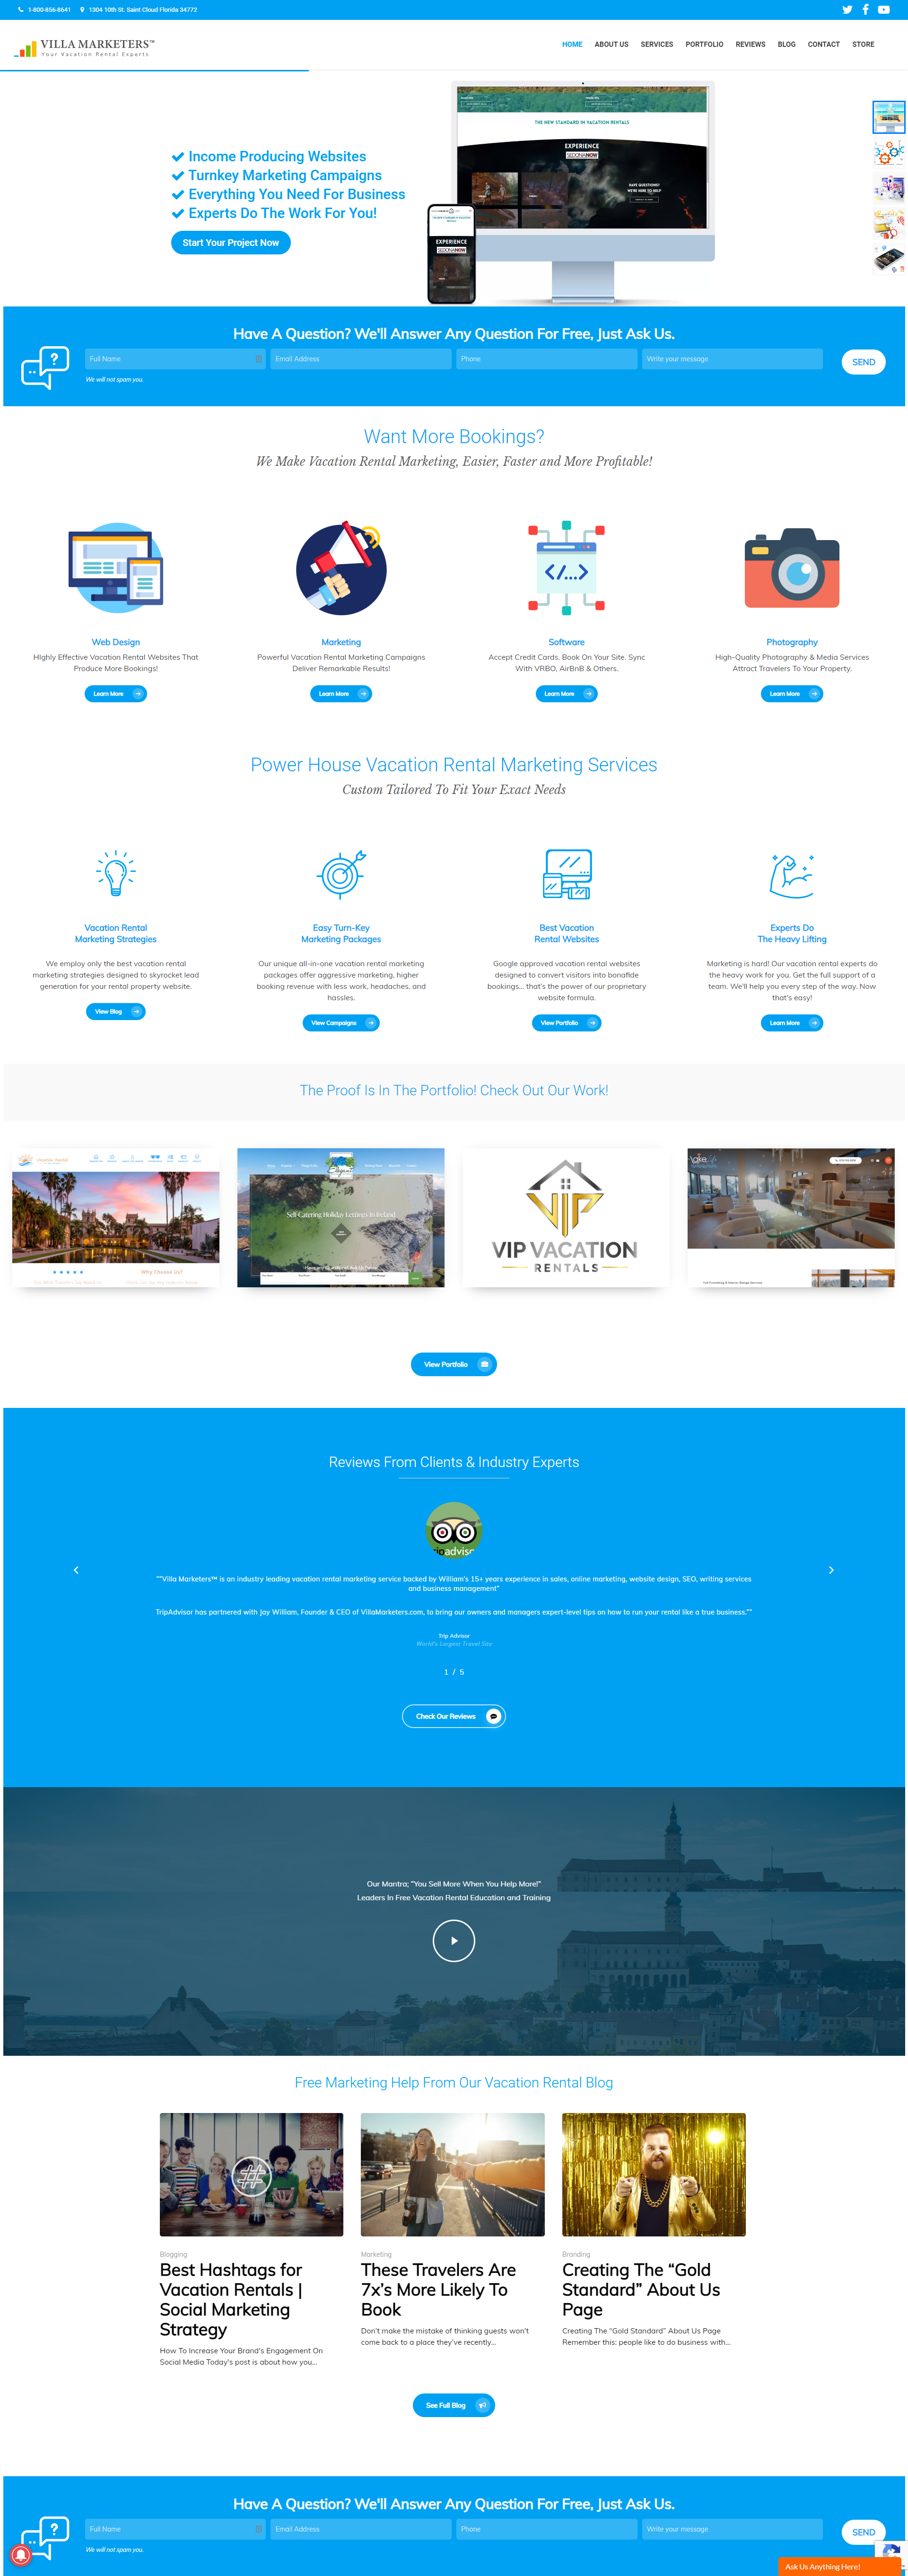 1-800-856-8641 1304 10th St. Saint Cloud Florida 34772
VILLA MARKETERS™
Your Vacation Rental Experts
HOME ABOUT US SERVICES PORTFOLIO REVIEWS BLOG CONTACT STORE
THE NEW STANDARD IN VACATION RENTALS
EXPERIENCE
SEDONANOW
HAVE QUESTIONS?
WE'RE HERE TO HELP
EXPERIENCE
SEDONANOW
Income Producing Websites
Turnkey Marketing Campaigns
Everything You Need For Business
Experts Do The Work For You!
Start Your Project Now
Have A Question? We'll Answer Any Question For Free, Just Ask Us.
Full Name Email Address Phone Write your message SEND
We will not spam you.
Want More Bookings?
We Make Vacation Rental Marketing, Easier, Faster and More Profitable!
Web Design
Highly Effective Vacation Rental Websites That
Produce More Bookings!
Learn More
Marketing
Powerful Vacation Rental Marketing Campaigns
Deliver Remarkable Results!
Learn More
Software
Accept Credit Cards. Book On Your Site. Sync
With VRBO, AirBnB & Others.
Learn More
Photography
High-Quality Photography & Media Services
Attract Travelers To Your Property.
Learn More
Power House Vacation Rental Marketing Services
Custom Tailored To Fit Your Exact Needs
Vacation Rental
Marketing Strategies
We employ only the best vacation rental
marketing strategies designed to skyrocket lead
generation for your rental property website.
View Blog
Easy Turn-Key
Marketing Packages
Our unique all-in-one vacation rental marketing
packages offer aggressive marketing, higher
booking revenue with less work, headaches, and
hassles.
View Campaigns
Best Vacation
Rental Websites
Google approved vacation rental websites
designed to convert visitors into bonafide
bookings... that's the power of our proprietary
website formula.
View Portfolio
Experts Do
The Heavy Lifting
Marketing is hard! Our vacation rental experts do
the heavy work for you. Get the full support of a
team. We'll help you every step of the way. Now
that's easy!
Learn More
The Proof Is In The Portfolio! Check Out Our Work!
Why Choose Us?
Elegant
Self Catering Holiday Lettings In Ireland
VIP
VIP VACATION
RENTALS
View Portfolio
Reviews From Clients & Industry Experts
tripadvisor
""Villa Marketers™ is an industry leading vacation rental marketing service backed by William's 15+ years experience in sales, online marketing, website design, SEO, writing services
and business management"
TripAdvisor has partnered with Jay William, Founder & CEO of VillaMarketers.com, to bring our owners and managers expert-level tips on how to run your rental like a true business.""
Trip Advisor
World's Largest Travel Site
1 / 5
Check Our Reviews
Our Mantra; "You Sell More When You Help More!"
Leaders In Free Vacation Rental Education and Training
Free Marketing Help From Our Vacation Rental Blog
#
Blogging
Best Hashtags for
Vacation Rentals |
Social Marketing
Strategy
How To Increase Your Brand's Engagement On
Social Media Today's post is about how you...
Marketing
These Travelers Are
7x's More Likely To
Book
Don't make the mistake of thinking guests won't
come back to a place they've recently...
Branding
Creating The “Gold
Standard” About Us
Page
Creating The “Gold Standard” About Us Page
Remember this: people like to do business with...
See Full Blog
Have A Question? We'll Answer Any Question For Free, Just Ask Us.
Full Name Email Address Phone Write your message SEND
We will not spam you.
Ask Us Anything Here!